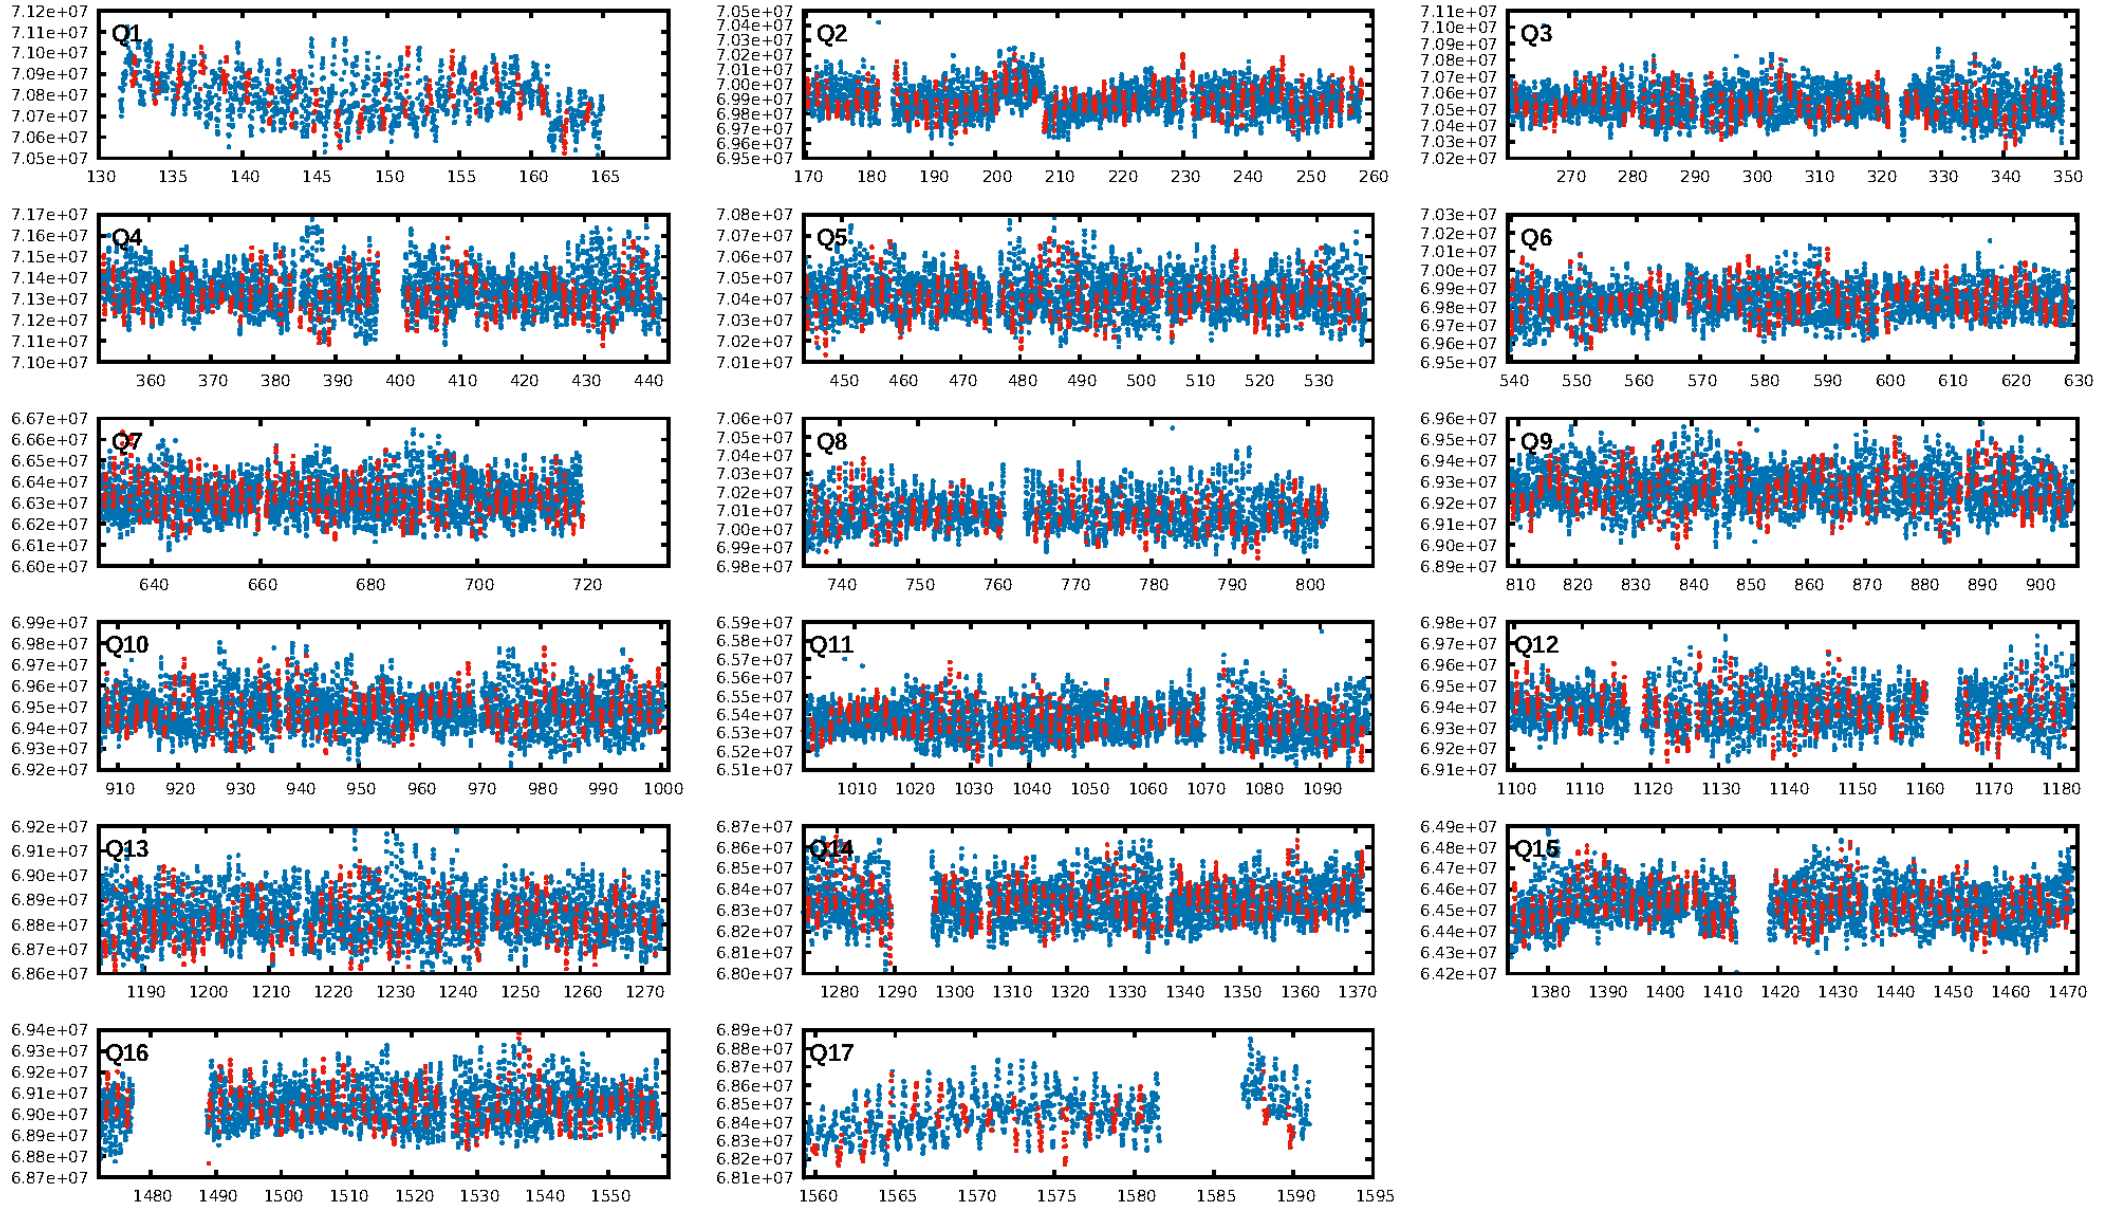 Q1
7.12e+07
7.11e+07
7.10e+07
7.09e+07
7.08e+07
7.07e+07
7.06e+07
7.05e+07
130 135 140 145 150 155 160 165
Q2
7.05e+07
7.04e+07
7.03e+07
7.02e+07
7.01e+07
7.00e+07
6.99e+07
6.98e+07
6.97e+07
6.96e+07
6.95e+07
170 180 190 200 210 220 230 240 250 260
Q3
7.11e+07
7.10e+07
7.09e+07
7.08e+07
7.07e+07
7.06e+07
7.05e+07
7.04e+07
7.03e+07
7.02e+07
270 280 290 300 310 320 330 340 350
Q4
7.17e+07
7.16e+07
7.15e+07
7.14e+07
7.13e+07
7.12e+07
7.11e+07
7.10e+07
360 370 380 390 400 410 420 430 440
Q5
7.08e+07
7.07e+07
7.06e+07
7.05e+07
7.04e+07
7.03e+07
7.02e+07
7.01e+07
450 460 470 480 490 500 510 520 530
Q6
7.03e+07
7.02e+07
7.01e+07
7.00e+07
6.99e+07
6.98e+07
6.97e+07
6.96e+07
6.95e+07
540 550 560 570 580 590 600 610 620 630
Q7
6.67e+07
6.66e+07
6.65e+07
6.64e+07
6.63e+07
6.62e+07
6.61e+07
6.60e+07
640 660 680 700 720
Q8
7.06e+07
7.05e+07
7.04e+07
7.03e+07
7.02e+07
7.01e+07
7.00e+07
6.99e+07
6.98e+07
740 750 760 770 780 790 800
Q9
6.96e+07
6.95e+07
6.94e+07
6.93e+07
6.92e+07
6.91e+07
6.90e+07
6.89e+07
810 820 830 840 850 860 870 880 890 900
Q10
6.99e+07
6.98e+07
6.97e+07
6.96e+07
6.95e+07
6.94e+07
6.93e+07
6.92e+07
910 920 930 940 950 960 970 980 990 1000
Q11
6.59e+07
6.58e+07
6.57e+07
6.56e+07
6.55e+07
6.54e+07
6.53e+07
6.52e+07
6.51e+07
1010 1020 1030 1040 1050 1060 1070 1080 1090
Q12
6.98e+07
6.97e+07
6.96e+07
6.95e+07
6.94e+07
6.93e+07
6.92e+07
6.91e+07
1100 1110 1120 1130 1140 1150 1160 1170 1180
Q13
6.92e+07
6.91e+07
6.90e+07
6.89e+07
6.88e+07
6.87e+07
6.86e+07
1190 1200 1210 1220 1230 1240 1250 1260 1270
Q14
6.87e+07
6.86e+07
6.85e+07
6.84e+07
6.83e+07
6.82e+07
6.81e+07
6.80e+07
1280 1290 1300 1310 1320 1330 1340 1350 1360 1370
Q15
6.49e+07
6.48e+07
6.47e+07
6.46e+07
6.45e+07
6.44e+07
6.43e+07
6.42e+07
1380 1390 1400 1410 1420 1430 1440 1450 1460 1470
Q16
6.94e+07
6.93e+07
6.92e+07
6.91e+07
6.90e+07
6.89e+07
6.88e+07
6.87e+07
1480 1490 1500 1510 1520 1530 1540 1550
Q17
6.89e+07
6.88e+07
6.87e+07
6.86e+07
6.85e+07
6.84e+07
6.83e+07
6.82e+07
6.81e+07
1560 1565 1570 1575 1580 1585 1590 1595